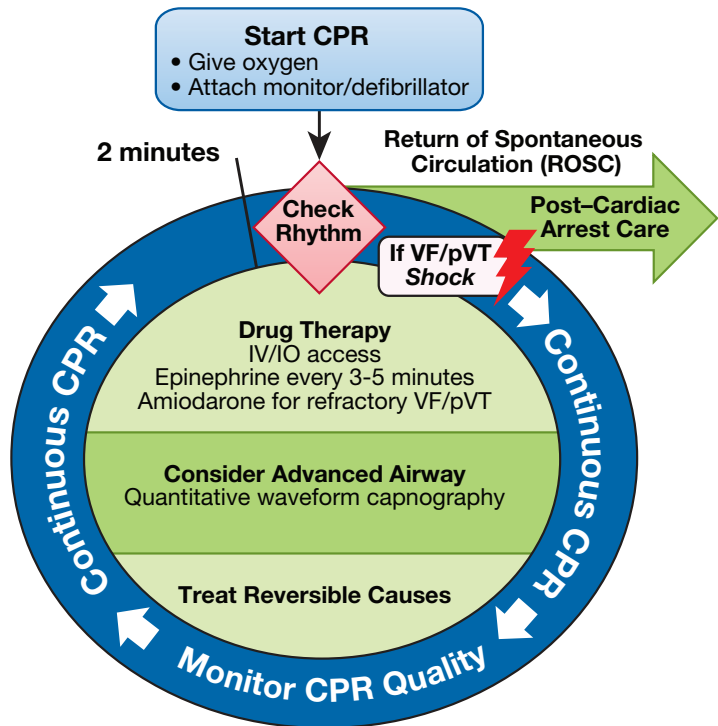 Start CPR
• Give oxygen
• Attach monitor/defibrillator
2 minutes
Return of Spontaneous
Circulation (ROSC)
Check
Rhythm
Post–Cardiac
Arrest Care
If VF/pVT
Shock
Drug Therapy
IV/IO access
Epinephrine every 3-5 minutes
Amiodarone for refractory VF/pVT
Consider Advanced Airway
Quantitative waveform capnography
Treat Reversible Causes
Continuous CPR
Continuous CPR
Monitor CPR Quality